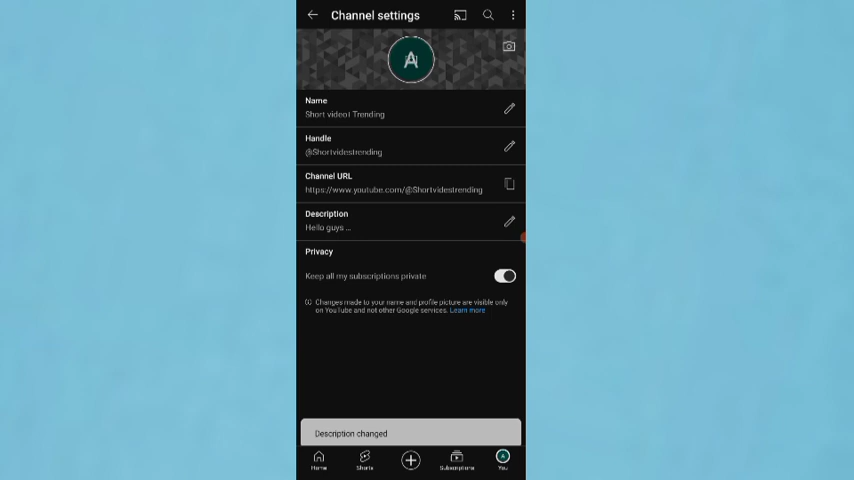 Channel settings
A
Name
Short video1 Trending
Handle
@Shortvidestrending
Channel URL
https://www.youtube.com/@Shortvidestrending
Description
Hello guys ...
Privacy
Keep all my subscriptions private
Changes made to your name and profile picture are visible only
on YouTube and not other Google services. Learn more
Description changed
Home
Shorts
Subscriptions
A
You